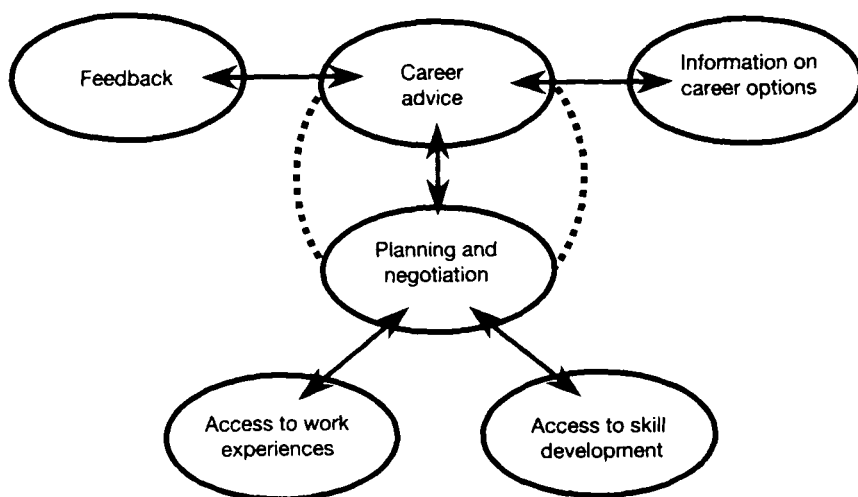 Feedback
Career
advice
Information on
career options
Planning and
negotiation
Access to work
experiences
Access to skill
development